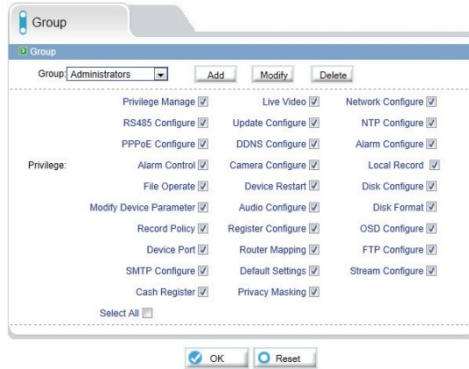 Group
Group
Group: Administrators Add Modify Delete
Privilege Manage Live Video Network Configure
RS485 Configure Update Configure NTP Configure
PPPoE Configure DDNS Configure Alarm Configure
Privilege: Alarm Control Camera Configure Local Record
File Operate Device Restart Disk Configure
Modify Device Parameter Audio Configure Disk Format
Record Policy Register Configure OSD Configure
Device Port Router Mapping FTP Configure
SMTP Configure Default Settings Stream Configure
Cash Register Privacy Masking
Select All
OK Reset